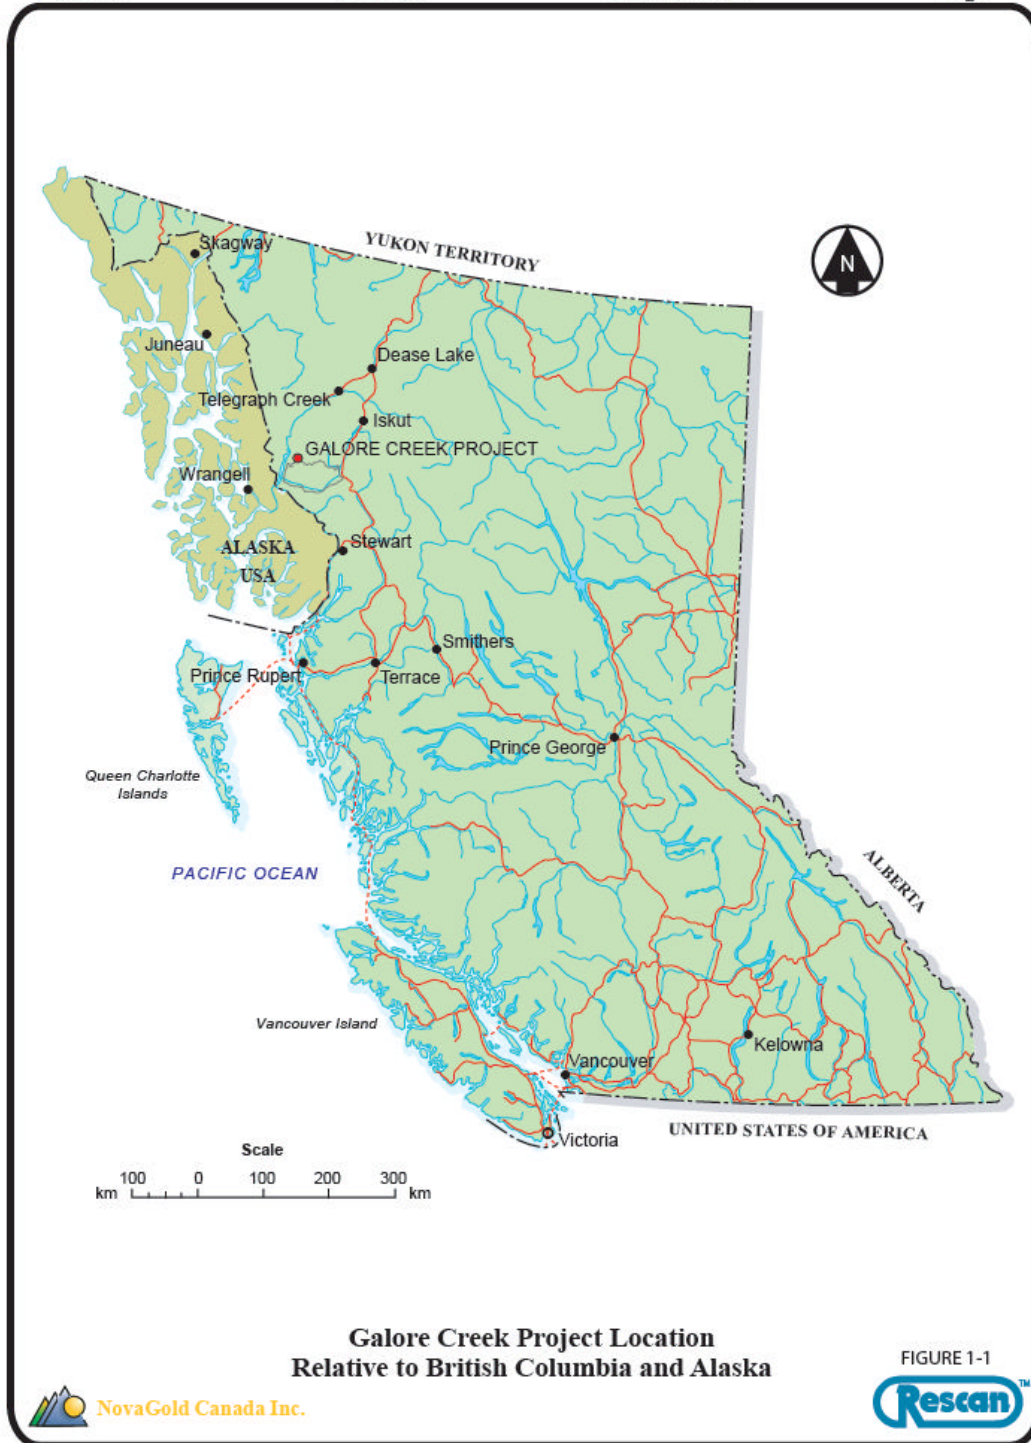 YUKON TERRITORY
N
Skagway
Juneau
Dease Lake
Telegraph Creek
Iskut
GALORE CREEK PROJECT
Wrangell
ALASKA
USA
Stewart
Smithers
Prince Rupert
Terrace
Prince George
Queen Charlotte
Islands
PACIFIC OCEAN
ALBERTA
Vancouver Island
Kelowna
Vancouver
Victoria
UNITED STATES OF AMERICA
Scale
100 0 100 200 300
km km
Galore Creek Project Location
Relative to British Columbia and Alaska
FIGURE 1-1
NovaGold Canada Inc.
Rescan TM